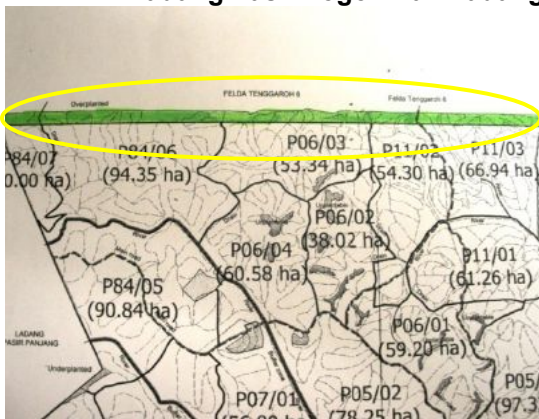 Overplanted
FELDA TENGGAROH 6
Felda Tenggaroh 6
P84/07
P84/06
(94.35 ha)
P06/03
(53.34 ha)
P11/02
(54.30 ha)
P11/03
(66.94 ha)
P06/02
(38.02 ha)
P06/04
(60.58 ha)
River
P11/01
(61.26 ha)
P84/05
(90.84 ha)
LADANG
PASIR PANJANG
P06/01
(59.20 ha)
Underplanted
P07/01
P05/02
(78.25 ha)